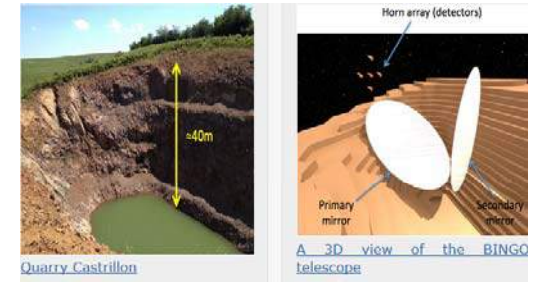 ≈40m
Quarry Castrillon
Horn array (detectors)
Primary
mirror
Secondary
mirror
A 3D view of the BINGO
telescope